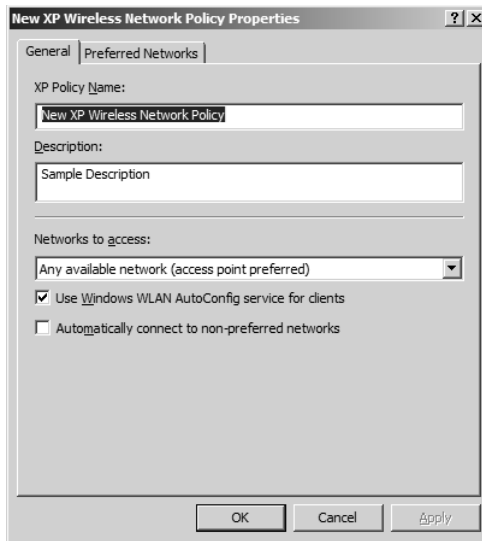 New XP Wireless Network Policy Properties
General Preferred Networks
XP Policy Name:
New XP Wireless Network Policy
Description:
Sample Description
Networks to access:
Any available network (access point preferred)
Use Windows WLAN AutoConfig service for clients
Automatically connect to non-preferred networks
OK Cancel Apply